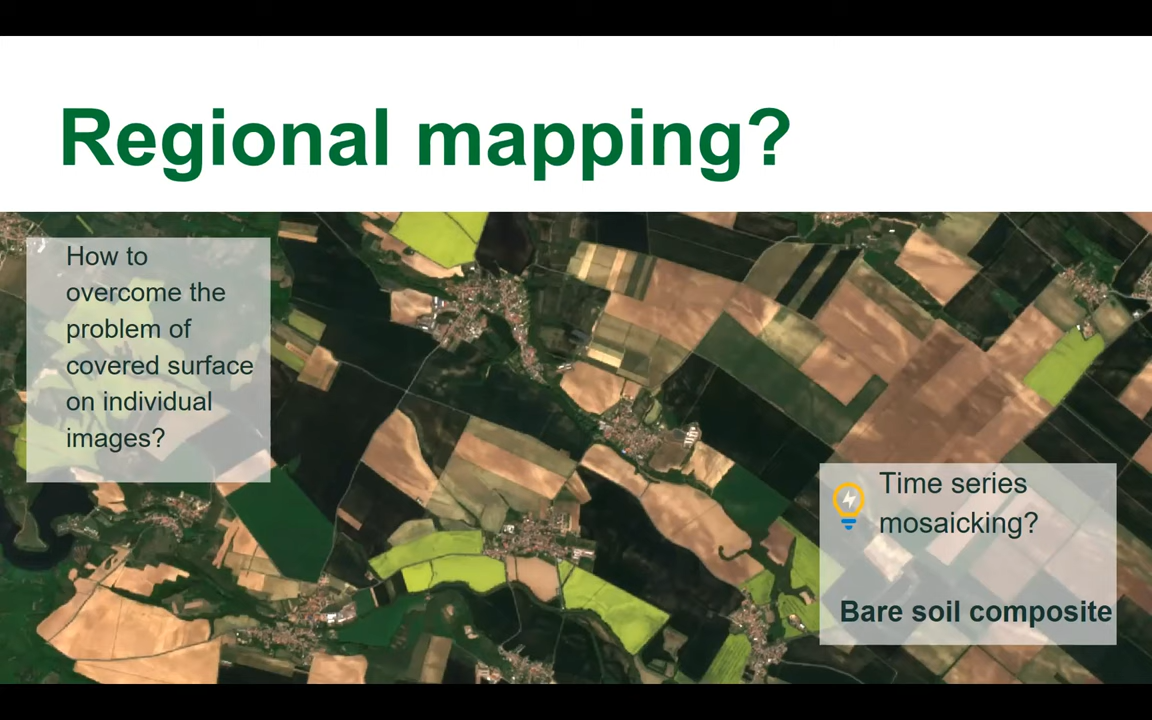 Regional mapping?
How to
overcome the
problem of
covered surface
on individual
images?
Time series
mosaicking?
Bare soil composite